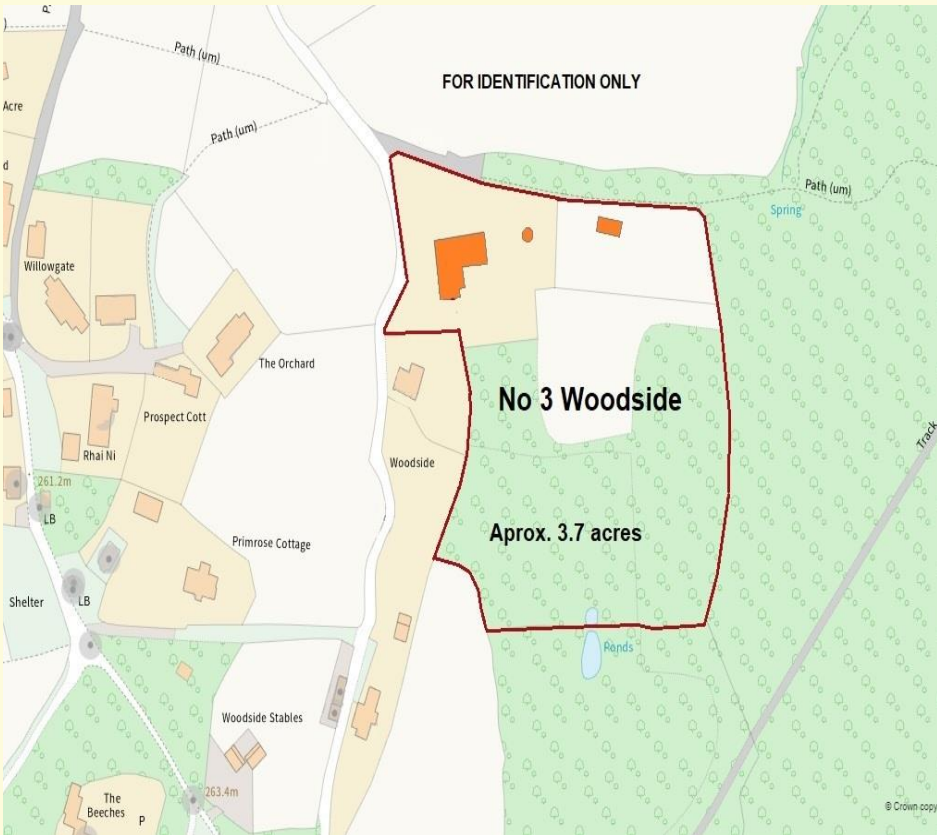 Path (um)
FOR IDENTIFICATION ONLY
Acre
Path (um)
d
Path (um)
Spring
Willowgate
The Orchard
No 3 Woodside
Prospect Cott
Track
Rhai Ni
Woodside
261.2m
LB
Aprox. 3.7 acres
Primrose Cottage
Shelter
LB
Ponds
Woodside Stables
263.4m
The
Beeches
P
© Crown copy